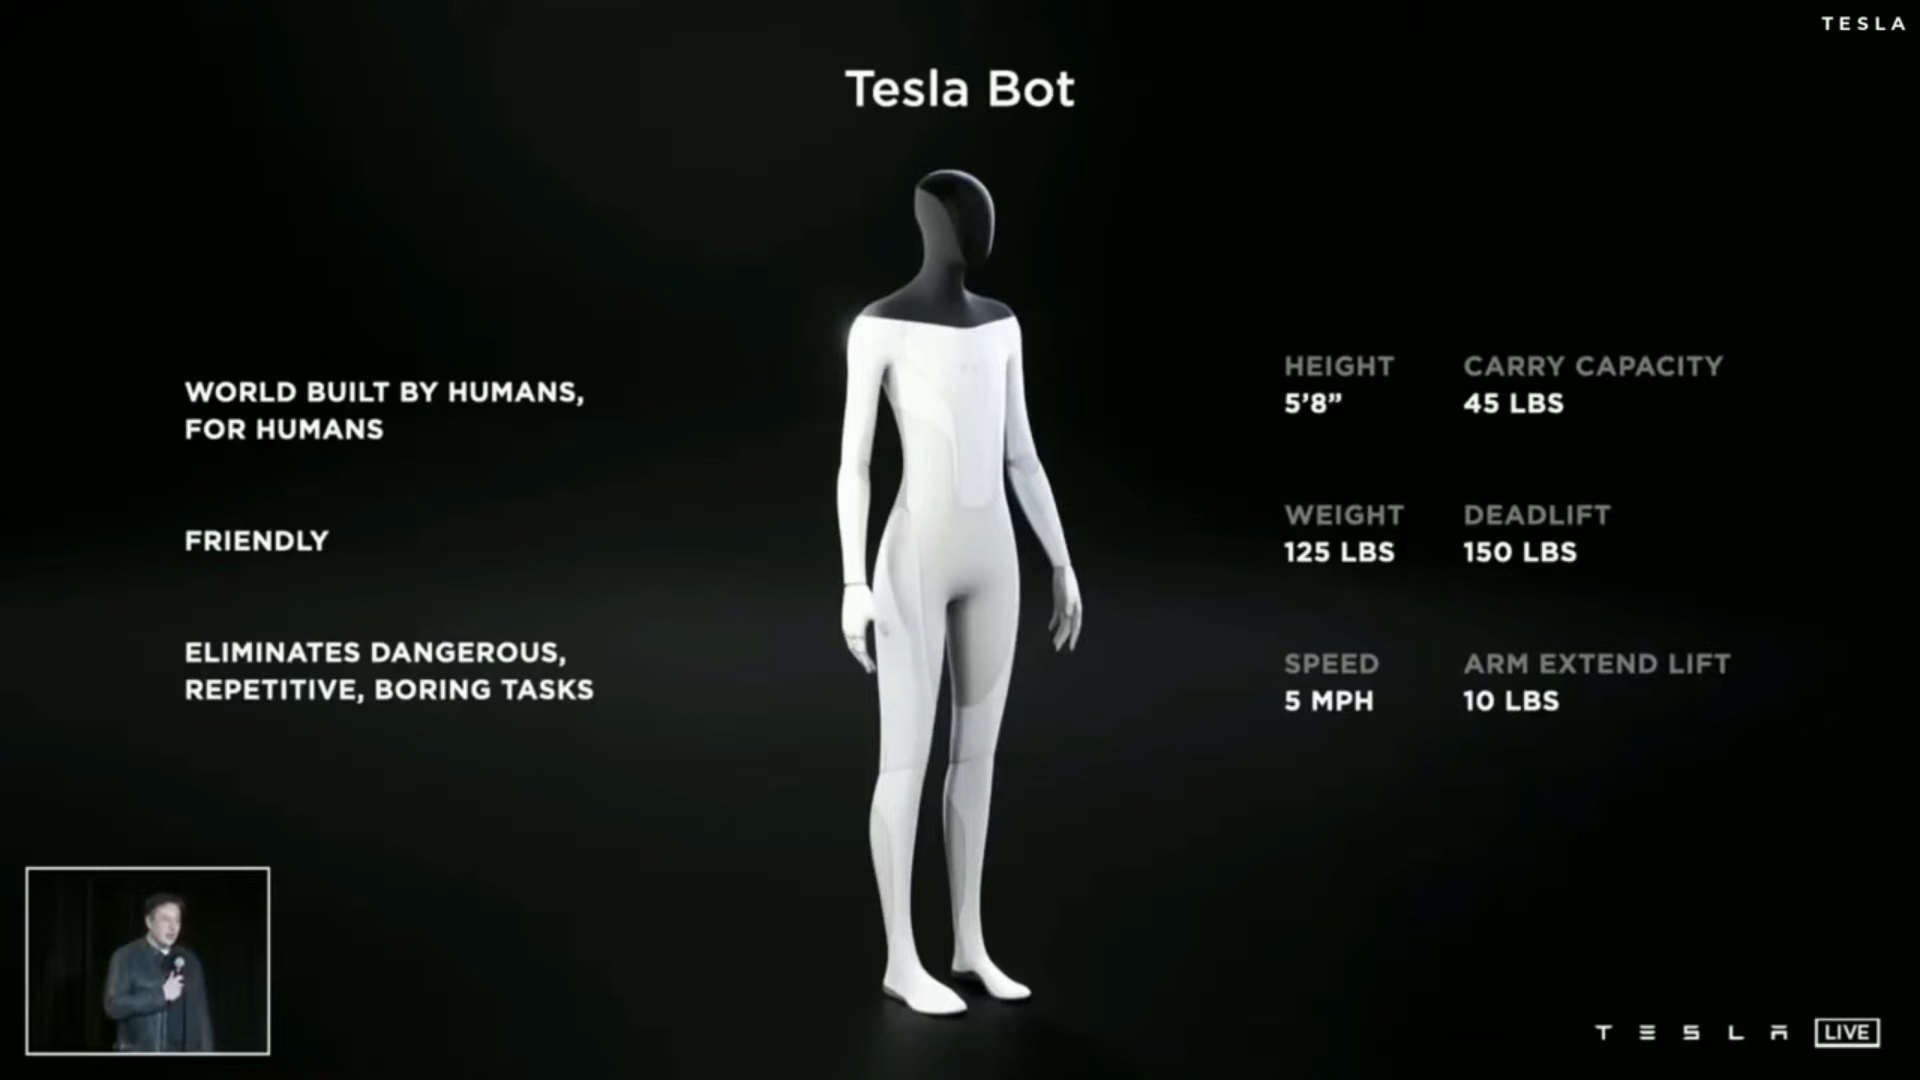 TESLA
Tesla Bot
WORLD BUILT BY HUMANS,
FOR HUMANS
FRIENDLY
ELIMINATES DANGEROUS,
REPETITIVE, BORING TASKS
HEIGHT
5’8”
CARRY CAPACITY
45 LBS
WEIGHT
125 LBS
DEADLIFT
150 LBS
SPEED
5 MPH
ARM EXTEND LIFT
10 LBS
TESLA LIVE